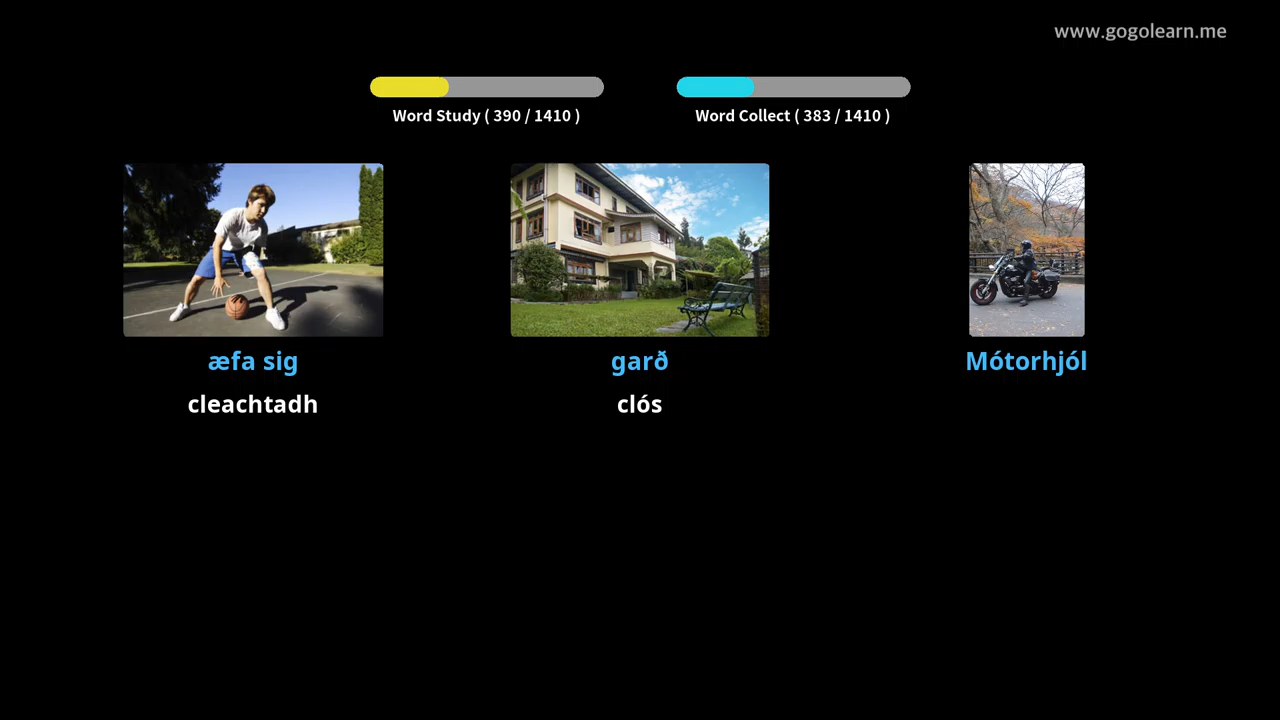 www.gogolearn.me
Word Study ( 390 / 1410 )
Word Collect ( 383 / 1410 )
æfa sig
garð
Mótorhjól
cleachtadh
clós